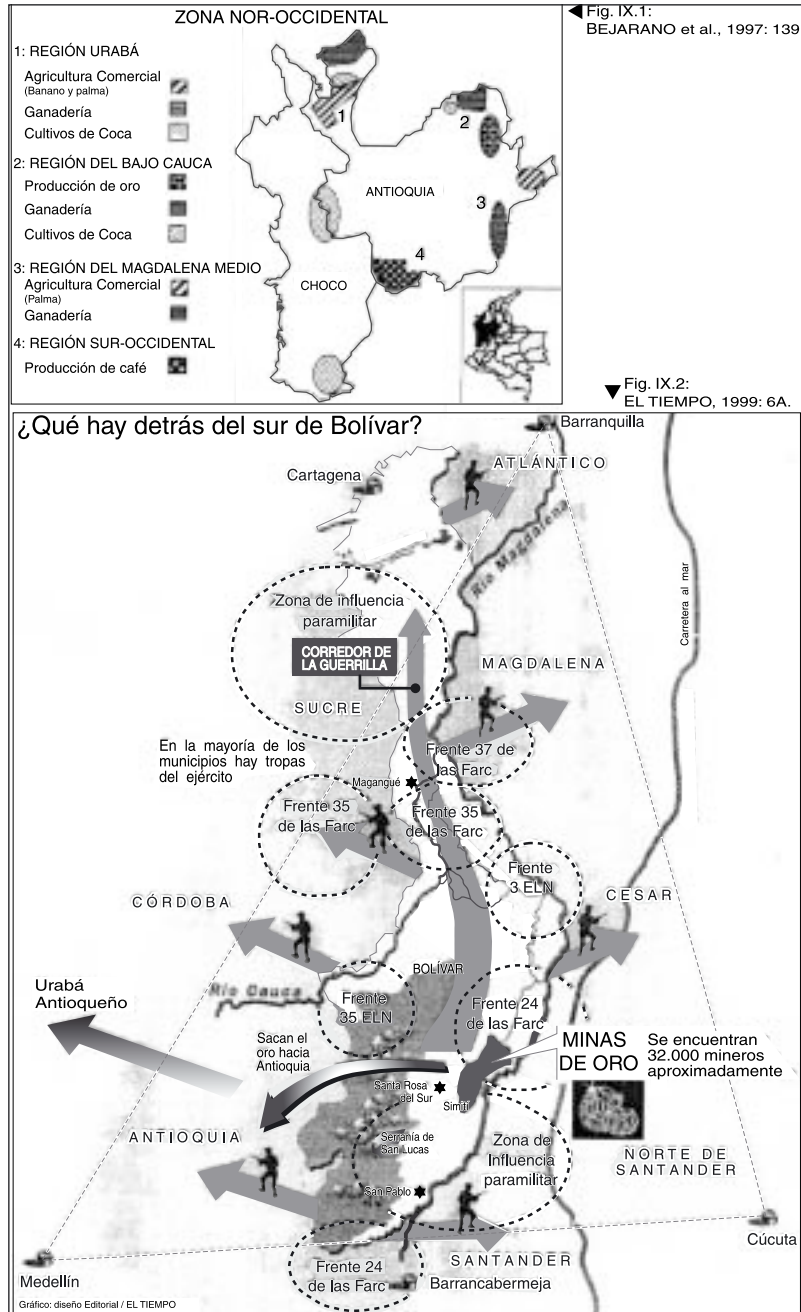 ZONA NOR-OCCIDENTAL
1: REGIÓN URABÁ
Agricultura Comercial
(Banano y palma)
Ganadería
Cultivos de Coca
2: REGIÓN DEL BAJO CAUCA
Producción de oro
Ganadería
Cultivos de Coca
3: REGIÓN DEL MAGDALENA MEDIO
Agricultura Comercial
(Palma)
Ganadería
4: REGIÓN SUR-OCCIDENTAL
Producción de café
1
2
ANTIOQUIA
3
4
CHOCO
Fig. IX.1:
BEJARANO et al., 1997: 139
Fig. IX.2:
EL TIEMPO, 1999: 6A.
¿Qué hay detrás del sur de Bolívar?
Barranquilla
ATLÁNTICO
Cartagena
Río Magdalena
Carretera al mar
Zona de influencia
paramilitar
CORREDOR DE
LA GUERRILLA
MAGDALENA
SUCRE
En la mayoría de los
municipios hay tropas
del ejército
Frente 37 de
las Farc
Magangué
Frente 35
de las Farc
Frente 35
de las Farc
Frente
3 ELN
CESAR
CÓRDOBA
BOLÍVAR
Urabá
Antioqueño
Río Cauca
Frente
35 ELN
Frente 24
de las Farc
Sacan el
oro hacia
Antioquia
MINAS
DE ORO
Se encuentran
32.000 mineros
aproximadamente
Santa Rosa
del Sur
Simití
ANTIOQUIA
Serranía de
San Lucas
Zona de
Influencia
paramilitar
NORTE DE
SANTANDER
San Pablo
Cúcuta
SANTANDER
Medellín
Frente 24
de las Farc
Barrancabermeja
Gráfico: diseño Editorial / EL TIEMPO